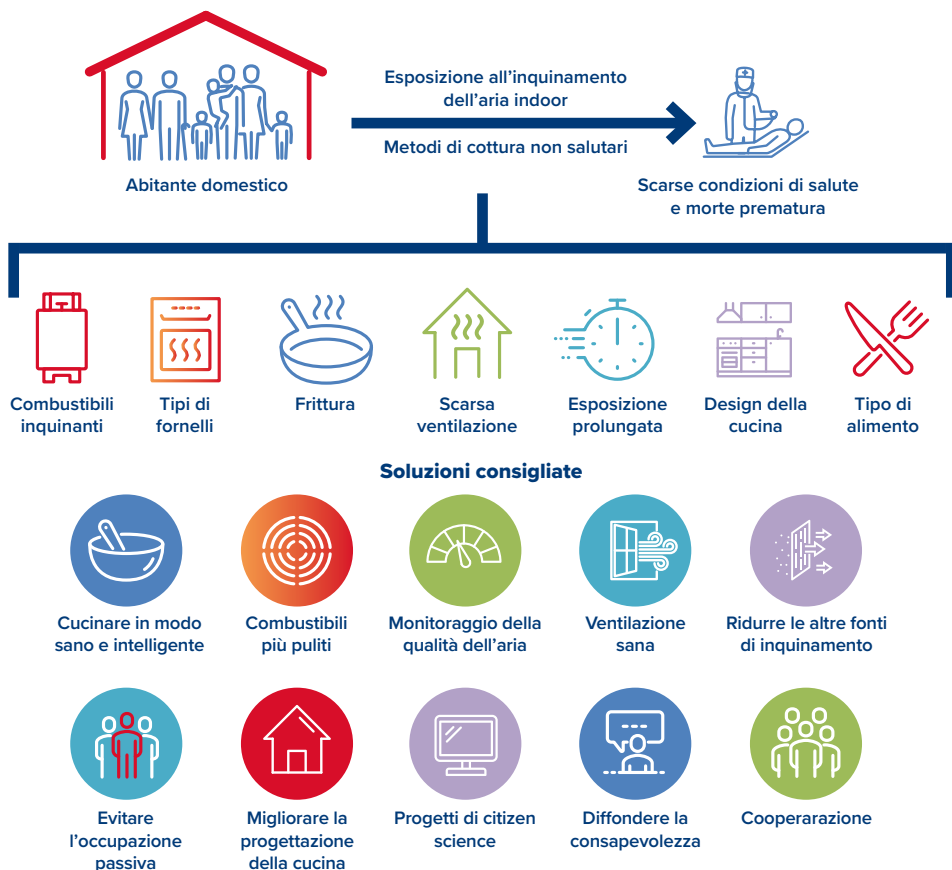 Esposizione all’inquinamento
dell’aria indoor
Metodi di cottura non salutari
Abitante domestico
Scarse condizioni di salute
e morte prematura
Combustibili
inquinanti
Tipi di
fornelli
Frittura
Scarsa
ventilazione
Esposizione
prolungata
Design della
cucina
Tipo di
alimento
Soluzioni consigliate
Cucinare in modo
sano e intelligente
Combustibili
più puliti
Monitoraggio della
qualità dell’aria
Ventilazione
sana
Ridurre le altre fonti
di inquinamento
Evitare
l’occupazione
passiva
Migliorare la
progettazione
della cucina
Progetti di citizen
science
Diffondere la
consapevolezza
Cooperarazione